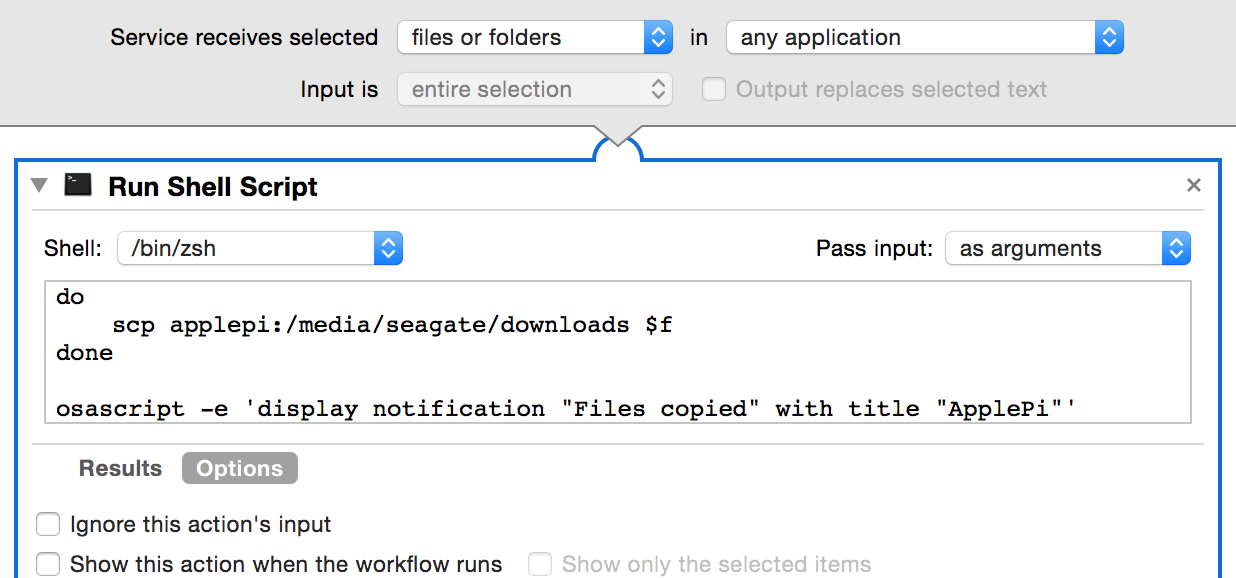 Service receives selected files or folders in any application
Input is entire selection Output replaces selected text
Run Shell Script
Shell: /bin/zsh Pass input: as arguments
do
    scp applepi:/media/seagate/downloads $f
done
osascript -e 'display notification "Files copied" with title "ApplePi"'
Results Options
Ignore this action's input
Show this action when the workflow runs Show only the selected items